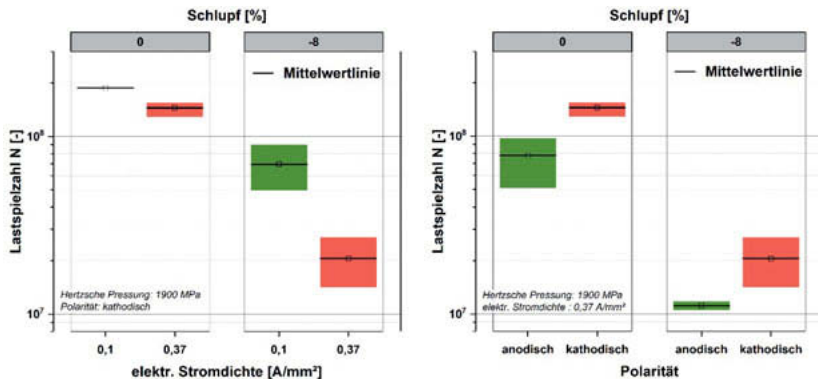 Schlupf [%]
0
-8
Mittelwertlinie
Lastspielzahl N [-]
10⁸
10⁷
Hertzsche Pressung: 1900 MPa
Polarität: kathodisch
0,1
0,37
0,1
0,37
elektr. Stromdichte [A/mm²]
Schlupf [%]
0
-8
Mittelwertlinie
Lastspielzahl N [-]
10⁸
10⁷
Hertzsche Pressung: 1900 MPa
elektr. Stromdichte : 0,37 A/mm²
anodisch
kathodisch
anodisch
kathodisch
Polarität